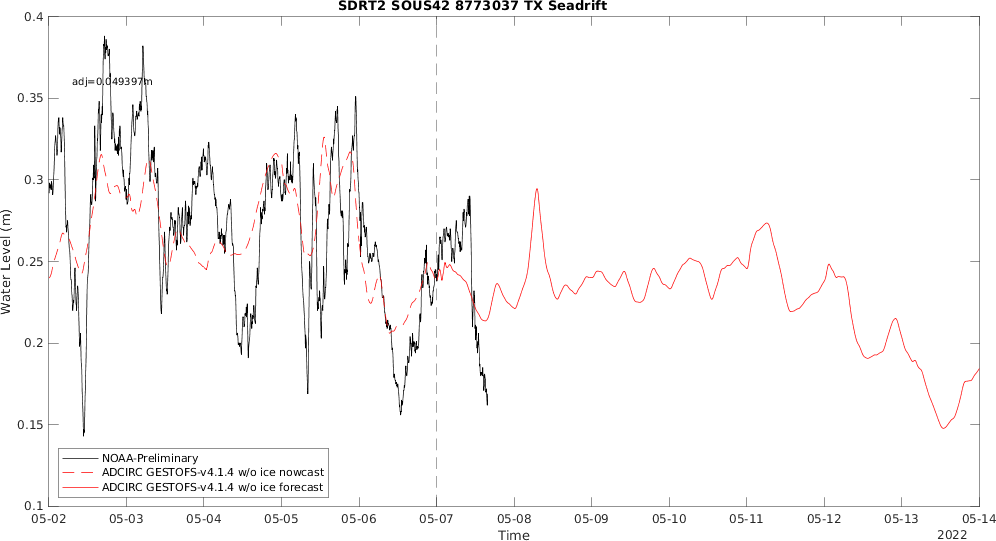 SDRT2 SOUS42 8773037 TX Seadrift
0.4
adj=0.049397m
0.35
0.3
0.25
0.2
0.15
0.1
Water Level (m)
NOAA-Preliminary
ADCIRC GESTOFS-v4.1.4 w/o ice nowcast
ADCIRC GESTOFS-v4.1.4 w/o ice forecast
05-02 05-03 05-04 05-05 05-06 05-07 05-08 05-09 05-10 05-11 05-12 05-13 05-14
Time
2022